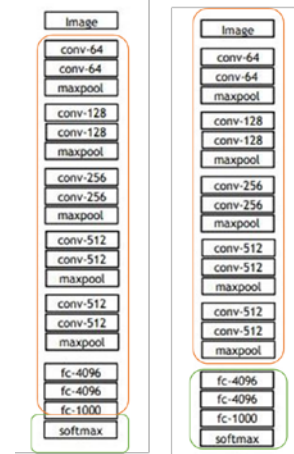 Image
conv-64
conv-64
maxpool
conv-128
conv-128
maxpool
conv-256
conv-256
maxpool
conv-512
conv-512
maxpool
conv-512
conv-512
maxpool
fc-4096
fc-4096
fc-1000
softmax
Image
conv-64
conv-64
maxpool
conv-128
conv-128
maxpool
conv-256
conv-256
maxpool
conv-512
conv-512
maxpool
conv-512
conv-512
maxpool
fc-4096
fc-4096
fc-1000
softmax